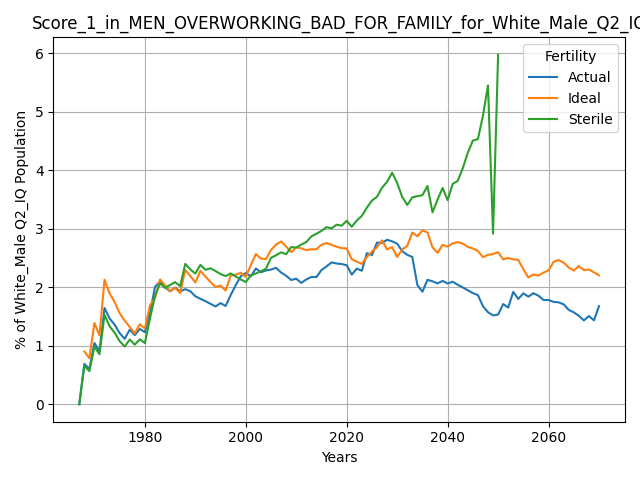 Score_1_in_MEN_OVERWORKING_BAD_FOR_FAMILY_for_White_Male_Q2_IQ
Fertility
Actual
Ideal
Sterile
% of White_Male Q2_IQ Population
6
5
4
3
2
1
0
1980 2000 2020 2040 2060
Years